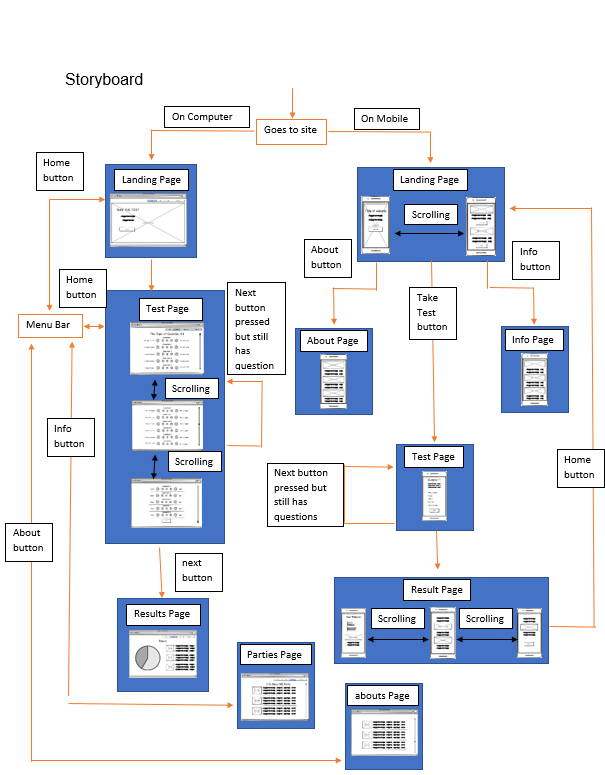 Storyboard
On Computer
Goes to site
On Mobile
Home
button
Landing Page
Landing Page
Scrolling
About
button
Info
button
Home
button
Test Page
Next
button
pressed
but still
has
question
Take
Test
button
Menu Bar
About Page
Info Page
Scrolling
Info
button
Scrolling
Test Page
Home
button
Next button
pressed but
still has
questions
About
button
next
button
Result Page
Results Page
Scrolling
Scrolling
Parties Page
abouts Page